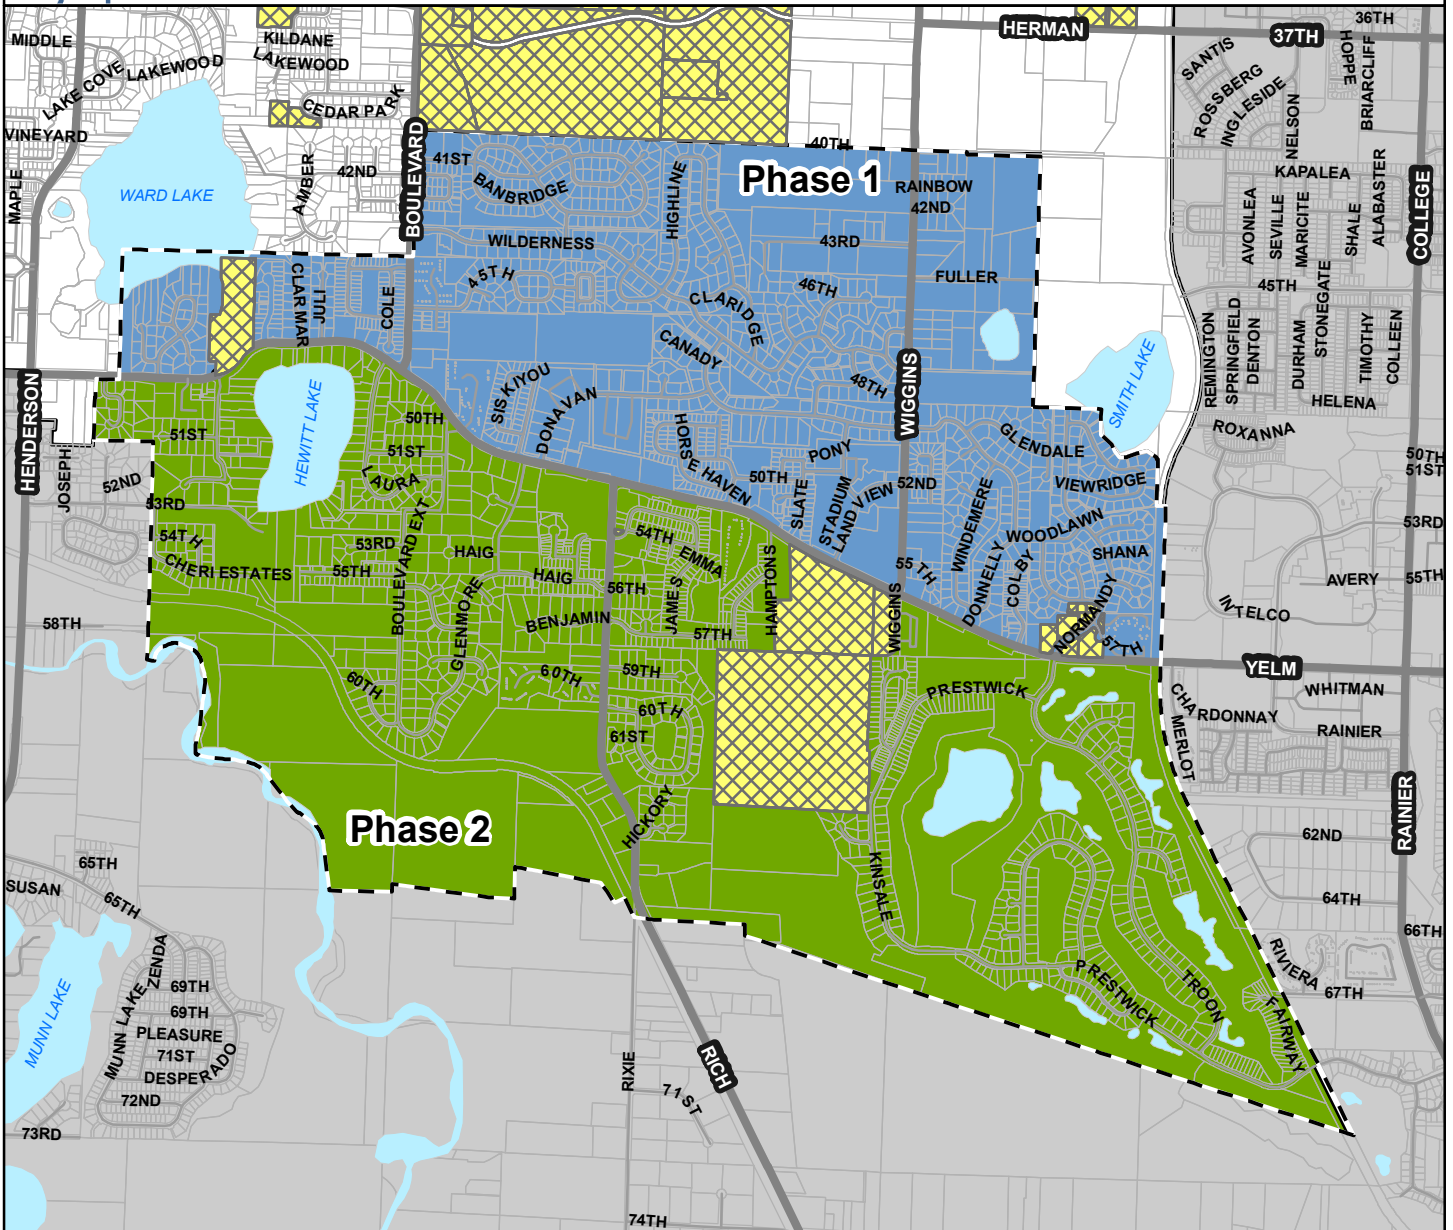 HERMAN
37TH
36TH
MIDDLE
KILDANE
LAKEWOOD
LAKEWOOD
LAKE COVE
CEDAR PARK
VINEYARD
MAPLE
AMBER
42ND
BOULEVARD
WARD LAKE
SANTIS
ROSSBERG
INGLESIDE
HOPPE
BRIARCLIFF
NELSON
KAPALEA
ALABASTER
COLLEGE
AVONLEA
SEVILLE
MARICITE
SHALE
45TH
STONEGATE
REMINGTON
SPRINGFIELD
DENTON
DURHAM
TIMOTHY
COLLEEN
HELENA
ROXANNA
40TH
41ST
BANBRIDGE
HIGHLINE
Phase 1
RAINBOW
42ND
WILDERNESS
43RD
45TH
46TH
FULLER
CLARMAR
JULI
COLE
CLARIDGE
CANADY
48TH
WIGGINS
SMITH LAKE
HENDERSON
HEWITT LAKE
SISKIYOU
DONAVAN
50TH
51ST
51ST
LAURA
HORSE HAVEN
50TH
PONY
SLATE
STADIUM
LAND VIEW
52ND
GLENDALE
VIEWRIDGE
WINDEMERE
WOODLAWN
SHANA
DONNELLY
COLBY
NORMANDY
55TH
57TH
50TH
51ST
53RD
55TH
AVERY
INTELCO
JOSEPH
52ND
53RD
54TH
CHERI ESTATES
53RD
55TH
BOULEVARD EXT
HAIG
HAIG
GLENMORE
BENJAMIN
54TH
EMMA
56TH
JAMES
57TH
HAMPTONS
WIGGINS
58TH
59TH
60TH
60TH
60TH
61ST
HICKORY
YELM
PRESTWICK
CHARDONNAY
MERLOT
WHITMAN
RAINIER
RAINIER
Phase 2
62ND
KINSALE
64TH
66TH
65TH
SUSAN
65TH
ZENDA
69TH
69TH
MUNN LAKE
MUNN LAKE
PLEASURE
71ST
DESPERADO
72ND
73RD
RIVIERA
67TH
PRESTWICK
TROON
FAIRWAY
RIXIE
RICH
71ST
74TH